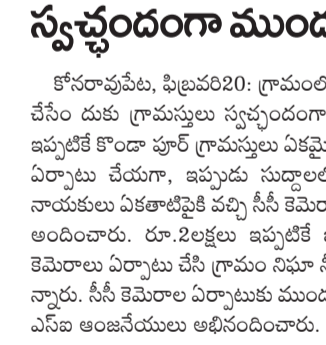 స్వచ్ఛందంగా ముండ
కోనరావుపేట, ఫిబ్రవరి20: గ్రామంలో
చేసేం దుకు గ్రామస్తులు స్వచ్ఛందంగా
ఇప్పటికే కొండా పూర్ గ్రామస్తులు ఏకమై
ఏర్పాటు చేయగా, ఇప్పుడు సుద్దాలలో
నాయకులు ఏకతాటిపైకి వచ్చి సీసీ కెమెరా
అందించారు. రూ.2లక్షలు ఇప్పటికే
కెమెరాలు ఏర్పాటు చేసి గ్రామం నిఘా
న్నారు. సీసీ కెమెరాల ఏర్పాటుకు ముండ
ఎస్ఐ ఆంజనేయులు అభినందించారు.